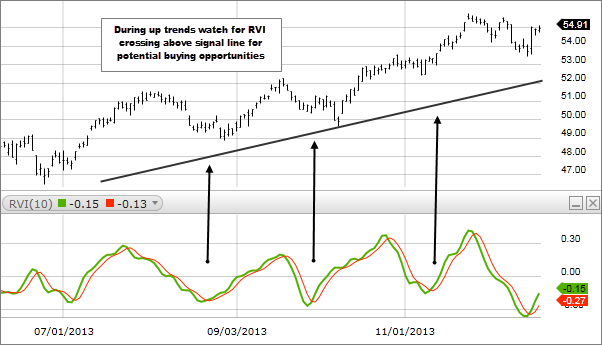 During up trends watch for RVI
crossing above signal line for
potential buying opportunities
54.91
54.00
53.00
52.00
51.00
50.00
49.00
48.00
47.00
RVI(10) -0.15 -0.13
0.30
0.00
-0.15
-0.27
07/01/2013 09/03/2013 11/01/2013